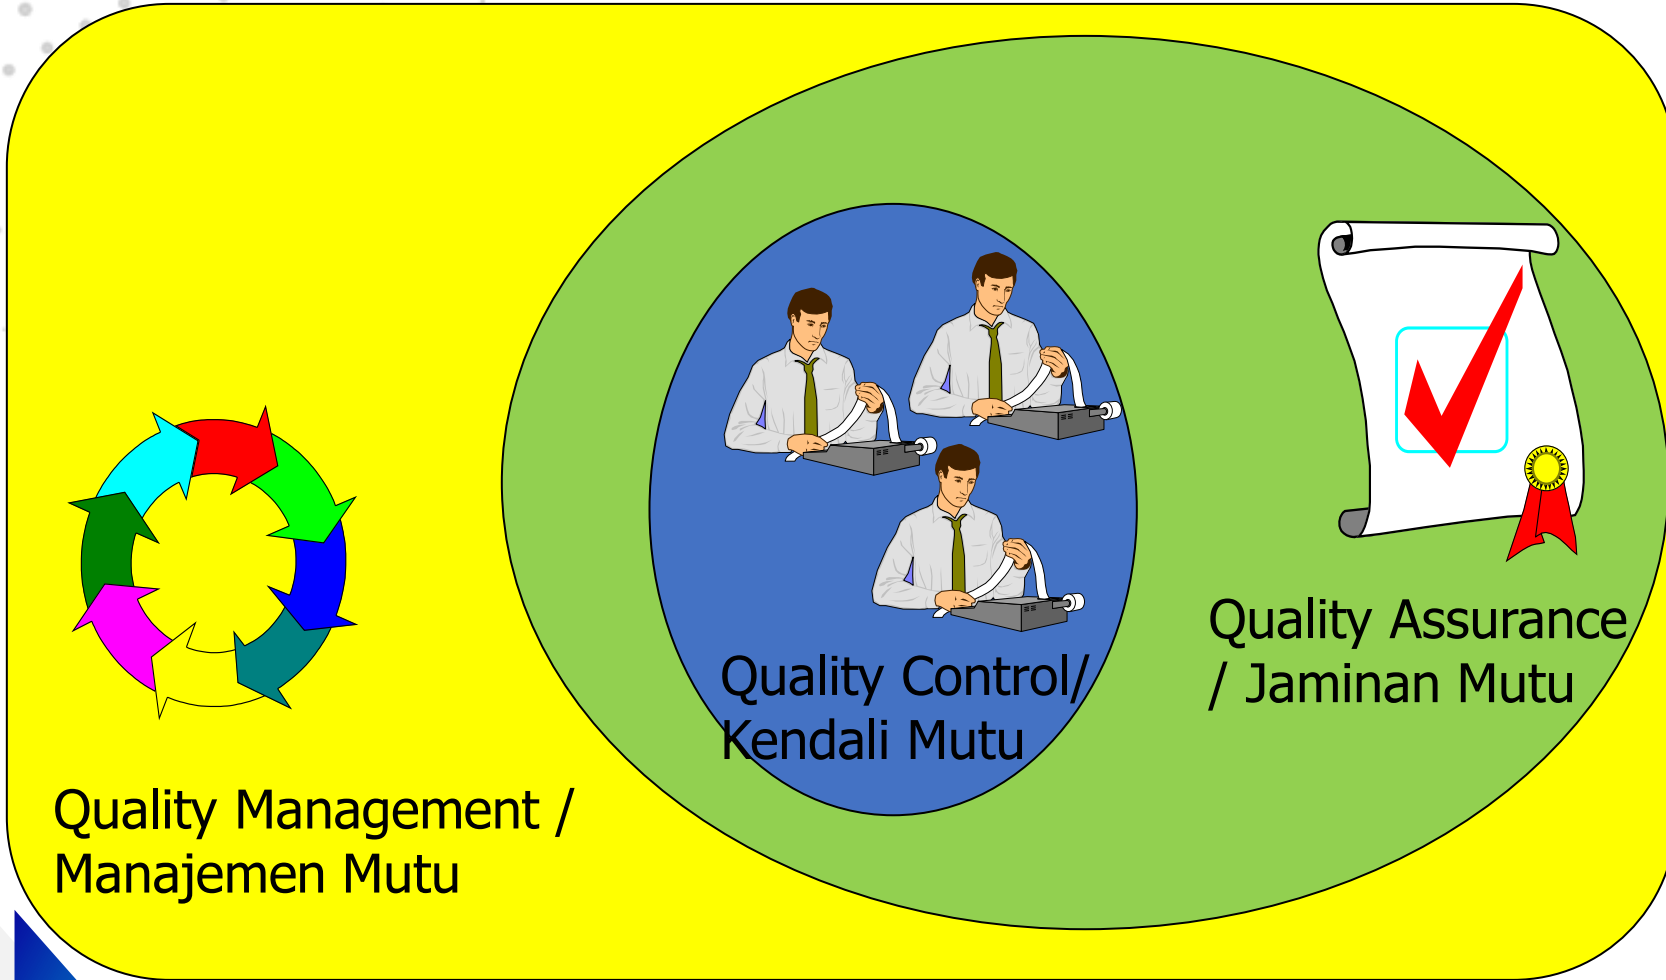 Quality Management /
Manajemen Mutu
Quality Control/
Kendali Mutu
Quality Assurance
/ Jaminan Mutu